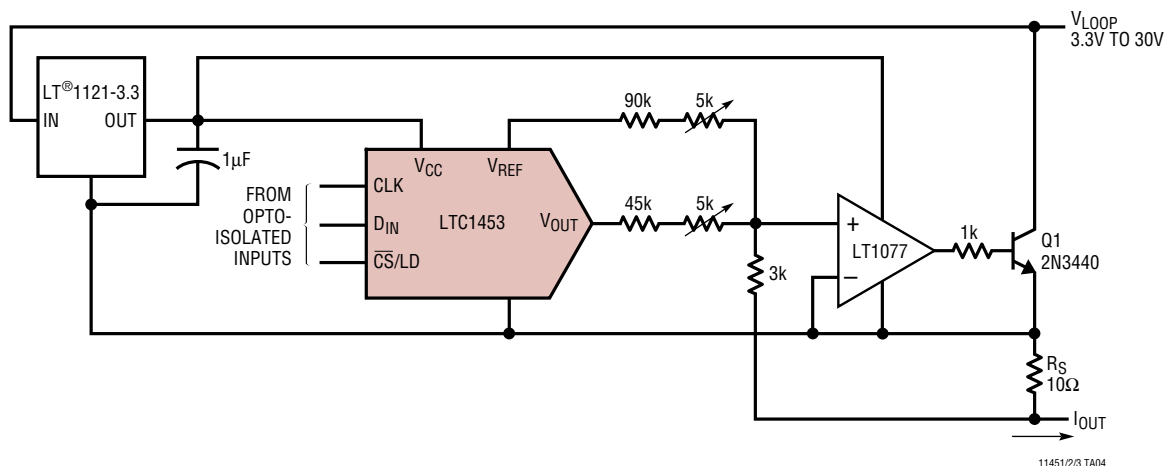 V_LOOP
3.3V TO 30V
LT®1121-3.3
IN
OUT
1µF
90k
5k
V_CC
V_REF
FROM
OPTO-
ISOLATED
INPUTS
CLK
D_IN
C̅S̅/LD
LTC1453
V_OUT
45k
5k
3k
+
–
LT1077
1k
Q1
2N3440
R_S
10Ω
I_OUT
11451/2/3 TA04